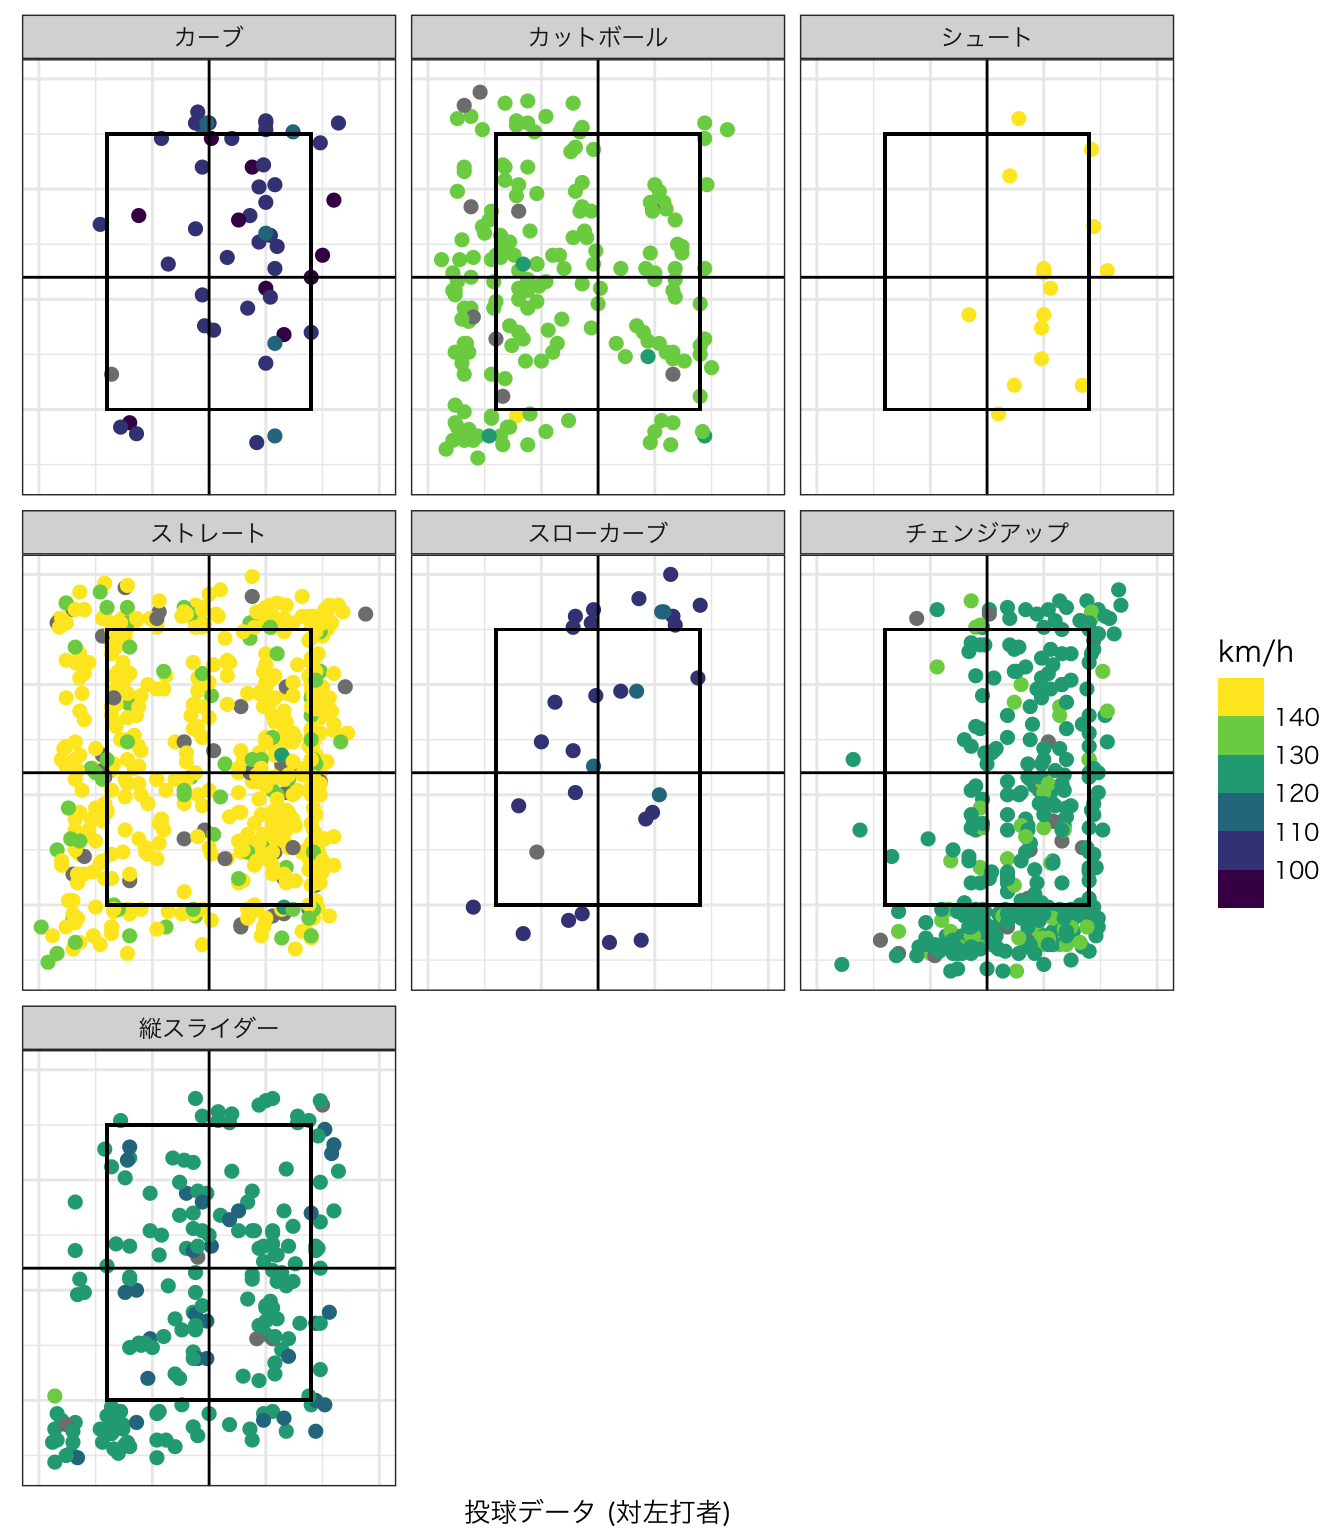 カーブ
カットボール
シュート
ストレート
スローカーブ
チェンジアップ
縦スライダー
km/h
140
130
120
110
100
投球データ (対左打者)